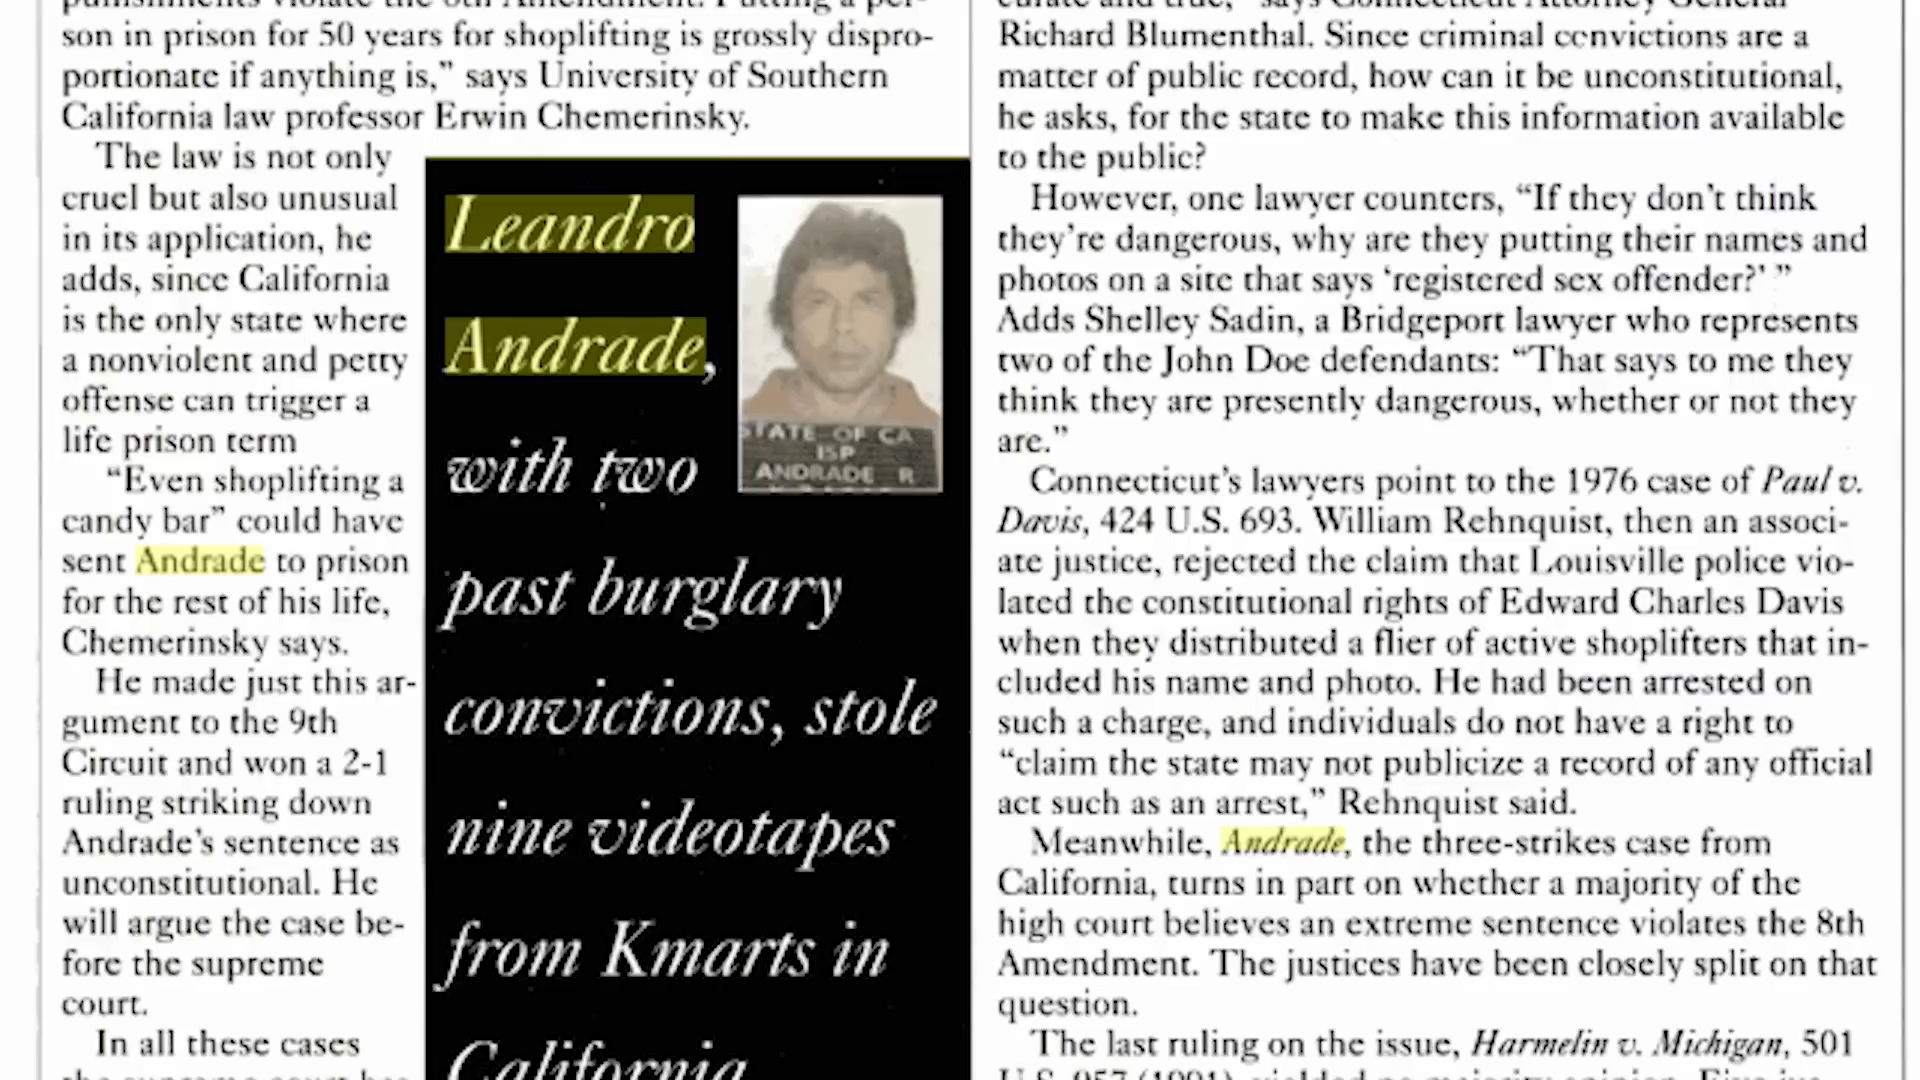 son in prison for 50 years for shoplifting is grossly dispro-
portionate if anything is,” says University of Southern
California law professor Erwin Chemerinsky.
The law is not only
cruel but also unusual
in its application, he
adds, since California
is the only state where
a nonviolent and petty
offense can trigger a
life prison term
“Even shoplifting a
candy bar” could have
sent Andrade to prison
for the rest of his life,
Chemerinsky says.
He made just this ar-
gument to the 9th
Circuit and won a 2-1
ruling striking down
Andrade’s sentence as
unconstitutional. He
will argue the case be-
fore the supreme
court.
In all these cases
Leandro
Andrade,
with two
past burglary
convictions, stole
nine videotapes
from Kmarts in
California
STATE OF CA
ISP
ANDRADE R
Richard Blumenthal. Since criminal convictions are a
matter of public record, how can it be unconstitutional,
he asks, for the state to make this information available
to the public?
However, one lawyer counters, “If they don’t think
they’re dangerous, why are they putting their names and
photos on a site that says ‘registered sex offender?’ ”
Adds Shelley Sadin, a Bridgeport lawyer who represents
two of the John Doe defendants: “That says to me they
think they are presently dangerous, whether or not they
are.”
Connecticut’s lawyers point to the 1976 case of Paul v.
Davis, 424 U.S. 693. William Rehnquist, then an associ-
ate justice, rejected the claim that Louisville police vio-
lated the constitutional rights of Edward Charles Davis
when they distributed a flier of active shoplifters that in-
cluded his name and photo. He had been arrested on
such a charge, and individuals do not have a right to
“claim the state may not publicize a record of any official
act such as an arrest,” Rehnquist said.
Meanwhile, Andrade, the three-strikes case from
California, turns in part on whether a majority of the
high court believes an extreme sentence violates the 8th
Amendment. The justices have been closely split on that
question.
The last ruling on the issue, Harmelin v. Michigan, 501